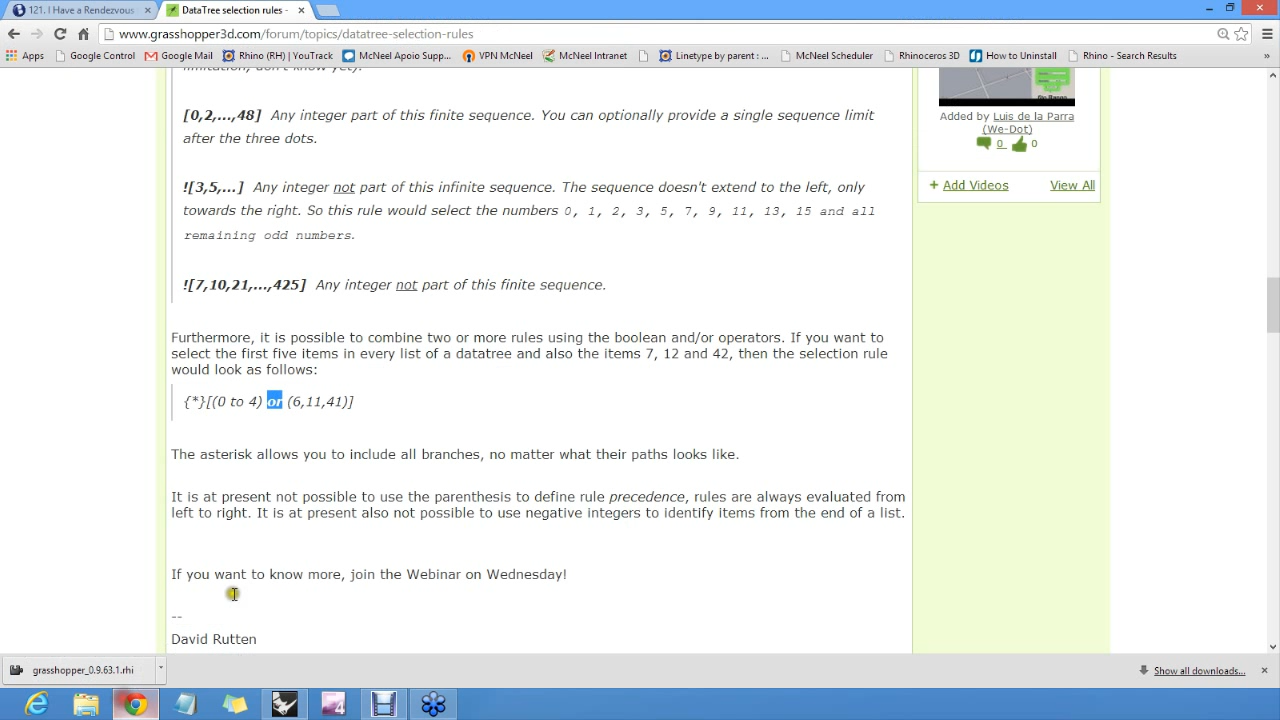 121. I Have a Rendezvous
DataTree selection rules -
www.grasshopper3d.com/forum/topics/datatree-selection-rules
Apps Google Control Google Mail Rhino (RH) | YouTrack McNeel Apoio Supp... VPN McNeel McNeel Intranet Linetype by parent : ... McNeel Scheduler Rhinoceros 3D How to Uninstall Rhino - Search Results »
limitation, don't know yet).
[0,2,...,48] Any integer part of this finite sequence. You can optionally provide a single sequence limit
after the three dots.
![3,5,...] Any integer not part of this infinite sequence. The sequence doesn't extend to the left, only
towards the right. So this rule would select the numbers 0, 1, 2, 3, 5, 7, 9, 11, 13, 15 and all
remaining odd numbers.
![7,10,21,...,425] Any integer not part of this finite sequence.
Furthermore, it is possible to combine two or more rules using the boolean and/or operators. If you want to
select the first five items in every list of a datatree and also the items 7, 12 and 42, then the selection rule
would look as follows:
{*}[(0 to 4) or (6,11,41)]
The asterisk allows you to include all branches, no matter what their paths looks like.
It is at present not possible to use the parenthesis to define rule precedence, rules are always evaluated from
left to right. It is at present also not possible to use negative integers to identify items from the end of a list.
If you want to know more, join the Webinar on Wednesday!
--
David Rutten
Added by Luis de la Parra
(We-Dot)
0 0
+ Add Videos View All
grasshopper_0.9.63.1.rhi
Show all downloads...